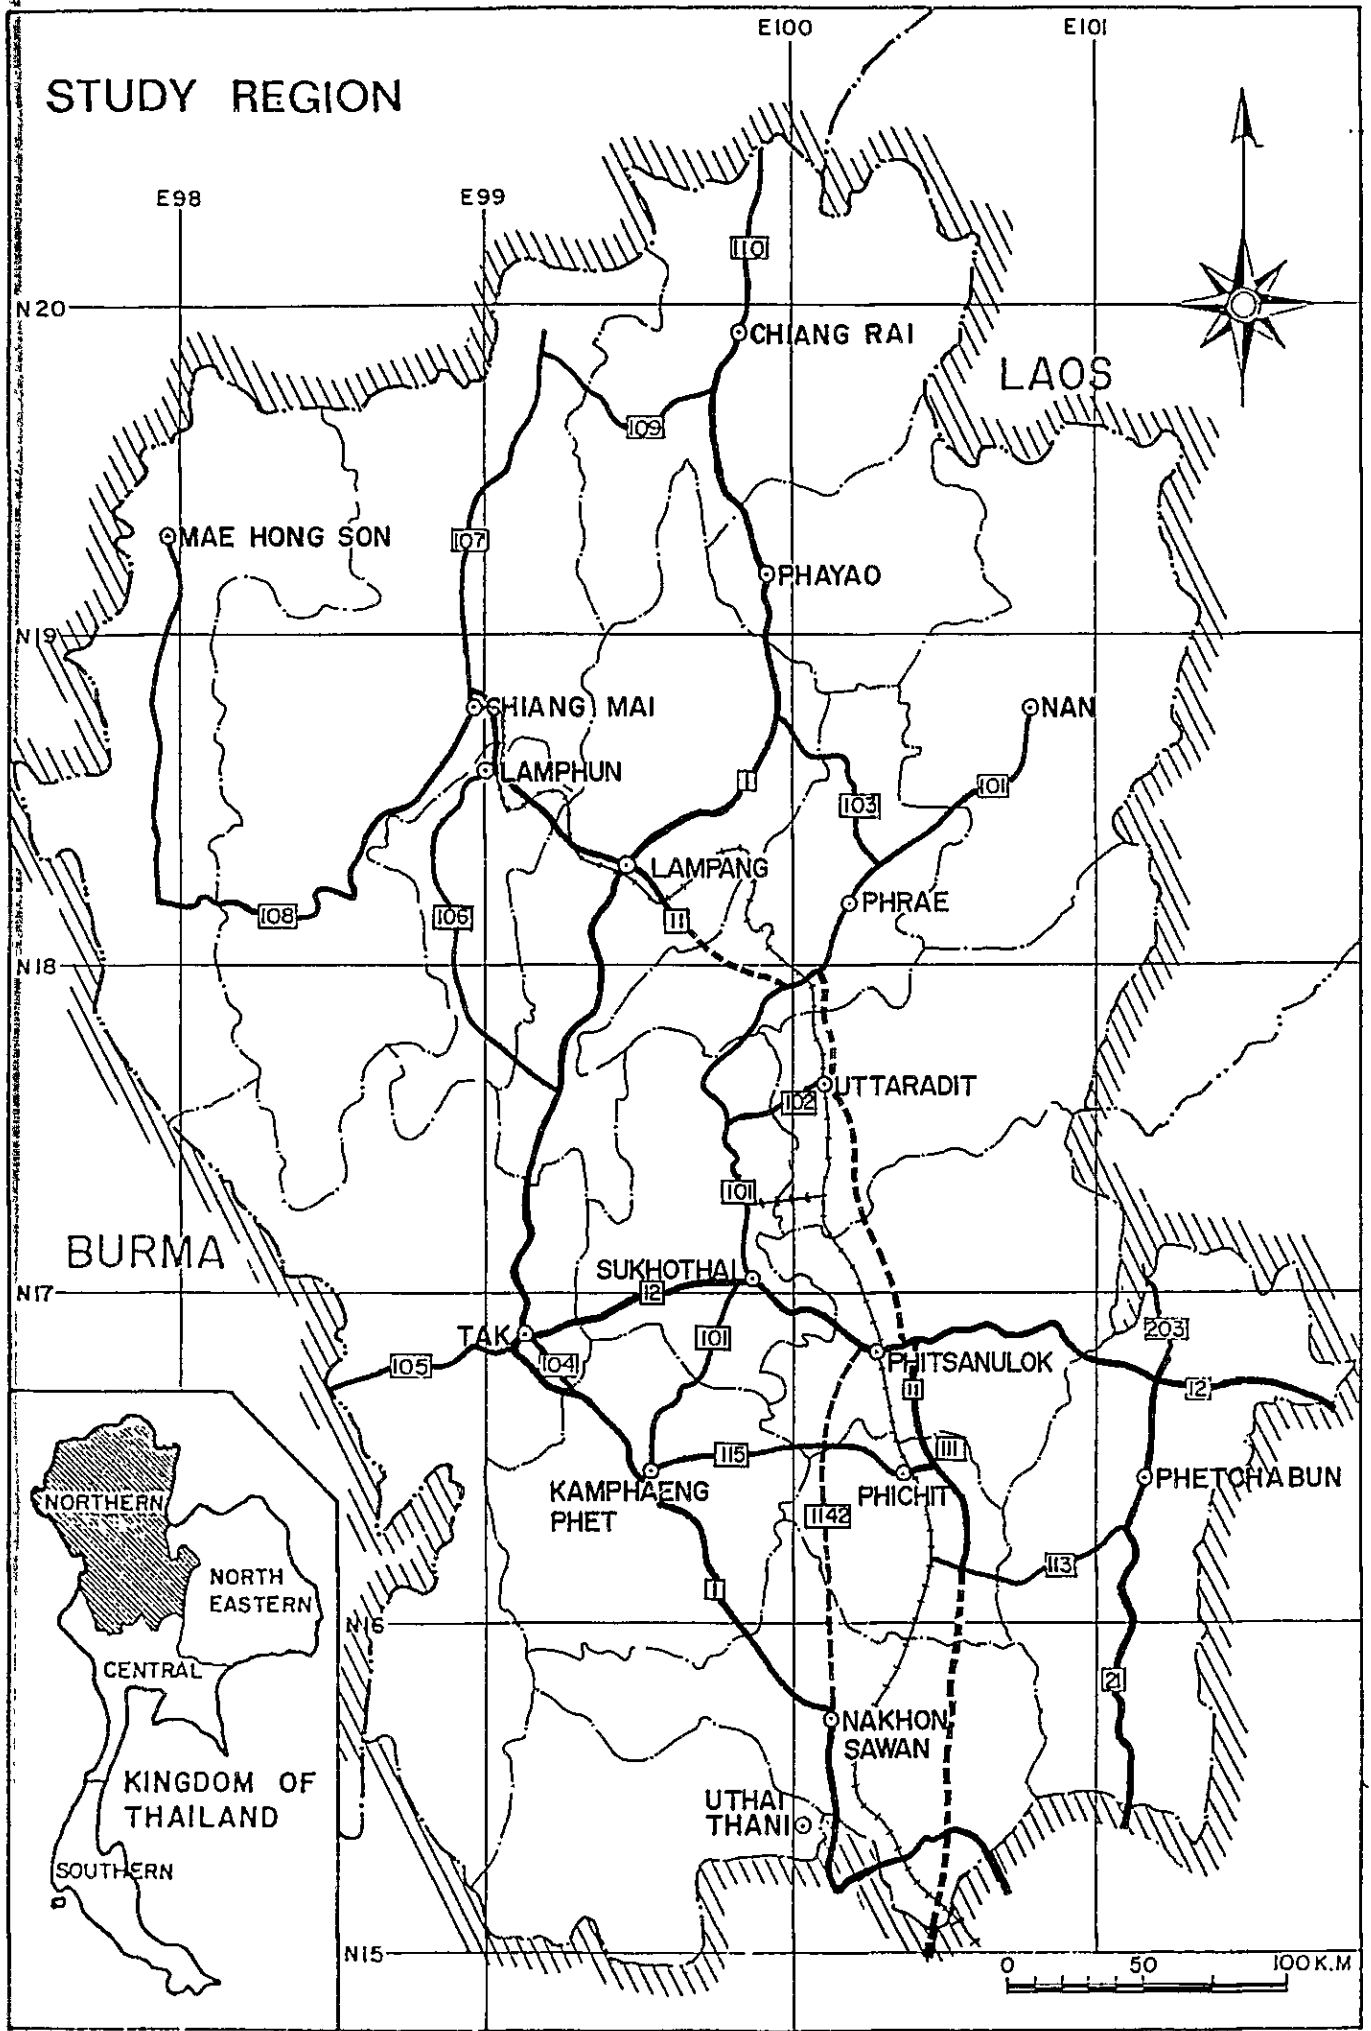 E100
E101
STUDY REGION
E98
E99
110
N20
CHIANG RAI
LAOS
109
MAE HONG SON
107
PHAYAO
N19
CHIANG MAI
NAN
LAMPHUN
1
101
103
LAMPANG
PHRAE
108
106
11
N18
UTTARADIT
102
101
BURMA
SUKHOTHAI
12
N17
TAK
101
203
105
104
PHITSANULOK
11
12
115
111
KAMPHAENG
PHET
PHICHIT
PHETCHABUN
NORTHERN
1142
NORTH
EASTERN
113
1
N16
CENTRAL
21
NAKHON
SAWAN
KINGDOM OF
THAILAND
UTHAI
THANI
SOUTHERN
N15
0 50 100 K.M